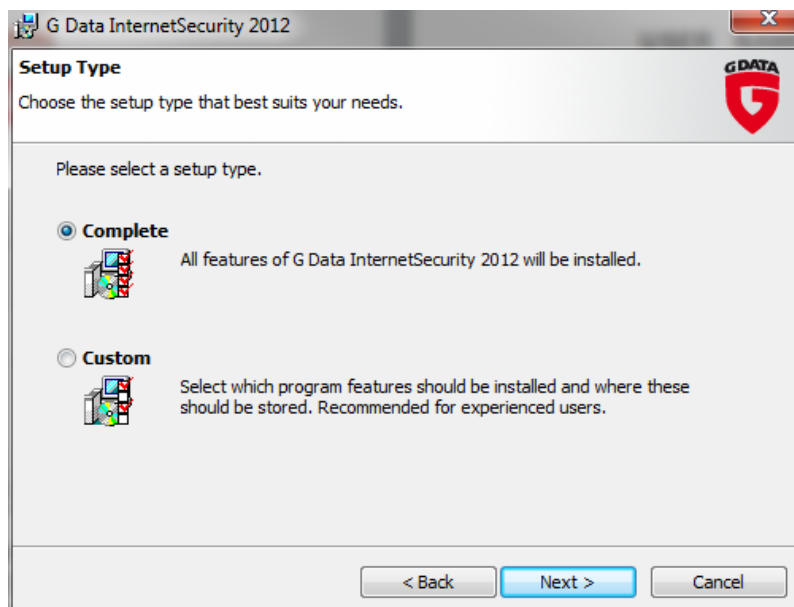 G Data InternetSecurity 2012
Setup Type
Choose the setup type that best suits your needs.
G DATA
Please select a setup type.
Complete
All features of G Data InternetSecurity 2012 will be installed.
Custom
Select which program features should be installed and where these
should be stored. Recommended for experienced users.
< Back Next > Cancel